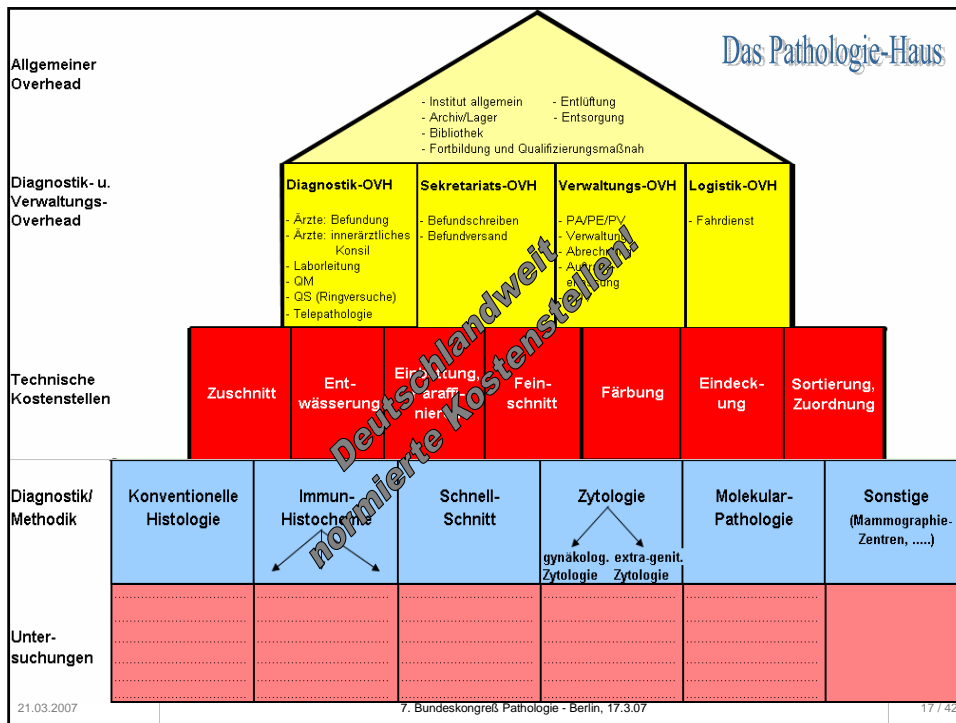 Das Pathologie-Haus
Allgemeiner
Overhead
- Institut allgemein - Entlüftung
- Archiv/Lager - Entsorgung
- Bibliothek
- Fortbildung und Qualifizierungsmaßnah
Diagnostik- u.
Verwaltungs-
Overhead
Diagnostik-OVH
- Ärzte: Befundung
- Ärzte: innerärztliches
Konsil
- Laborleitung
- QM
- QS (Ringversuche)
- Telepathologie
Sekretariats-OVH
- Befundschreiben
- Befundversand
Verwaltungs-OVH
- PA/PE/PV
- Verwaltung
Logistik-OVH
- Fahrdienst
Deutschlandweit
normierte Kostenstellen!
Technische
Kostenstellen
Zuschnitt
Ent-
wässerung
Einbettung,
Fein-
schnitt
Färbung
Eindeck-
ung
Sortierung,
Zuordnung
Diagnostik/
Methodik
Konventionelle
Histologie
Immun-
Histochemie
Schnell-
Schnitt
Zytologie
gynäkolog. extra-genit.
Zytologie Zytologie
Molekular-
Pathologie
Sonstige
(Mammographie-
Zentren, .....)
Unter-
suchungen
21.03.2007 7. Bundeskongreß Pathologie - Berlin, 17.3.07 17 / 42